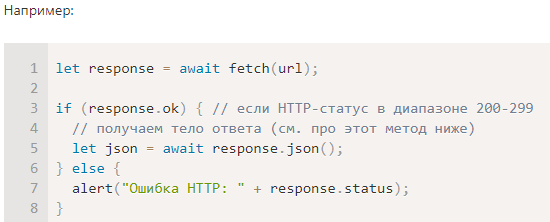 Например:
1 let response = await fetch(url);
2
3 if (response.ok) { // если HTTP-статус в диапазоне 200-299
4   // получаем тело ответа (см. про этот метод ниже)
5   let json = await response.json();
6 } else {
7   alert("Ошибка HTTP: " + response.status);
8 }